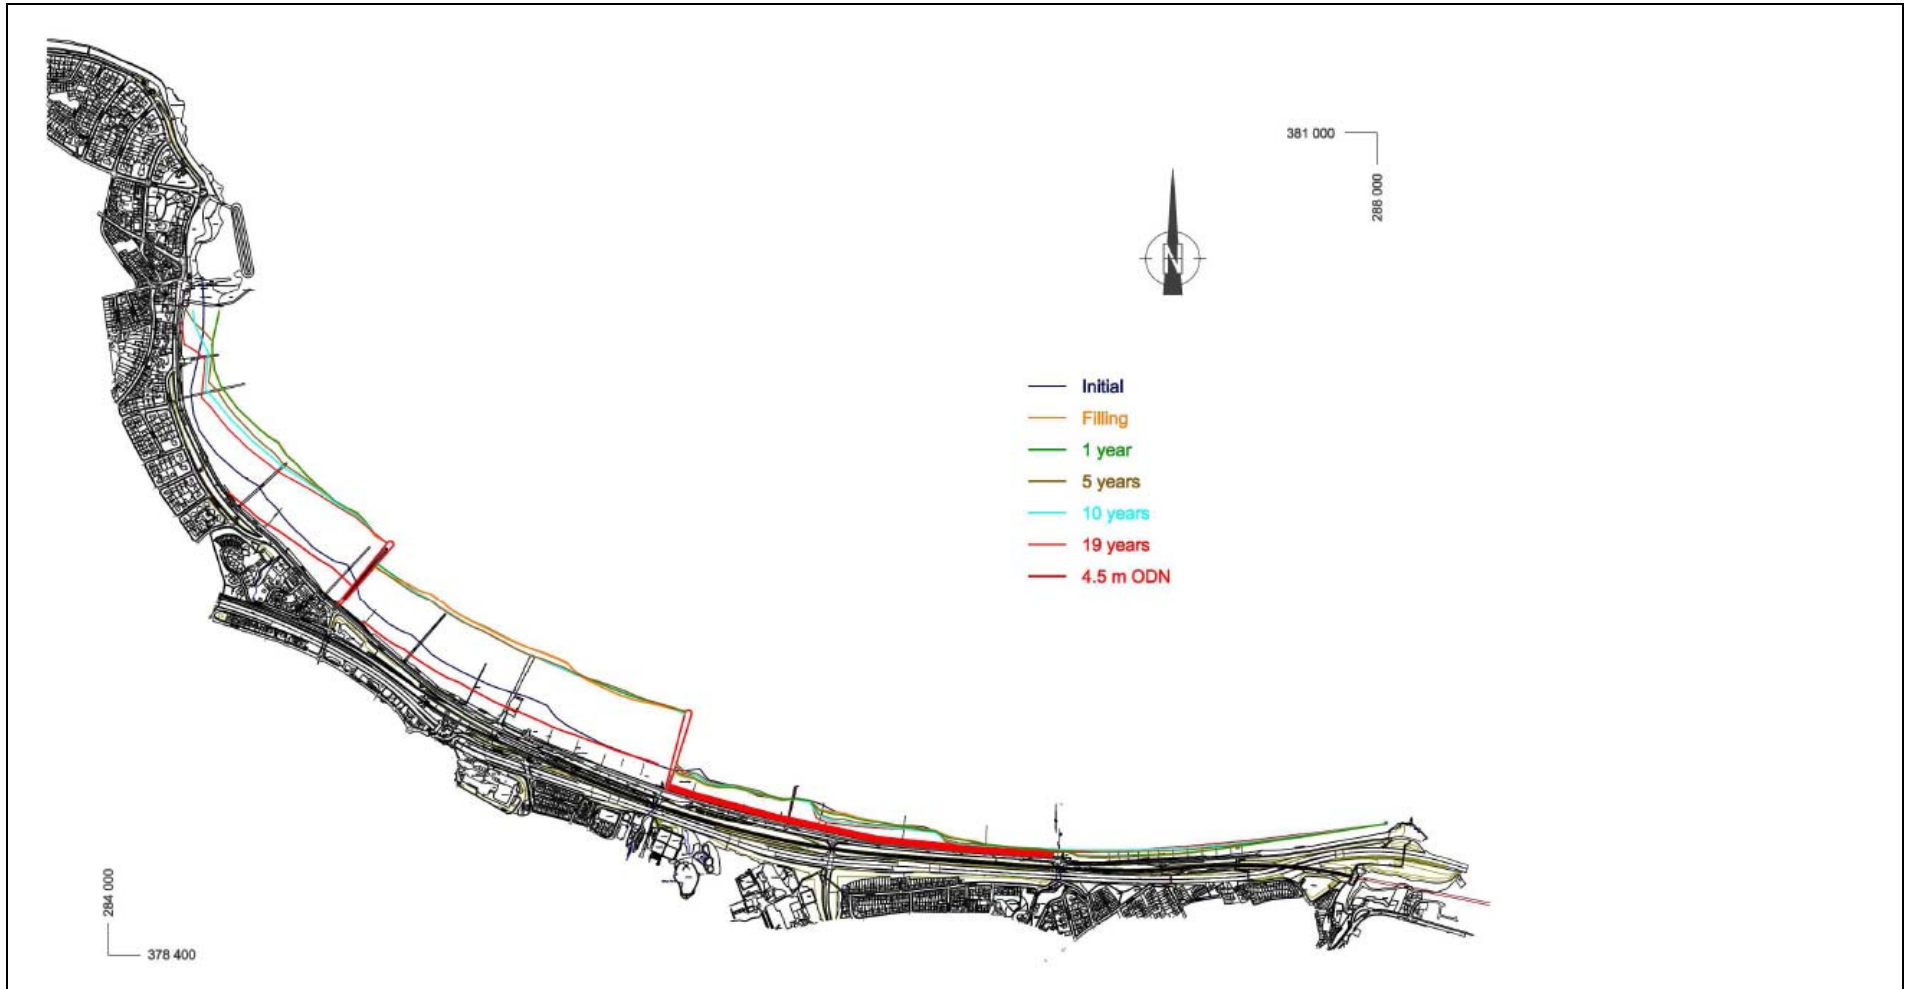 381 000
288 000
N
Initial
Filling
1 year
5 years
10 years
19 years
4.5 m ODN
284 000
378 400